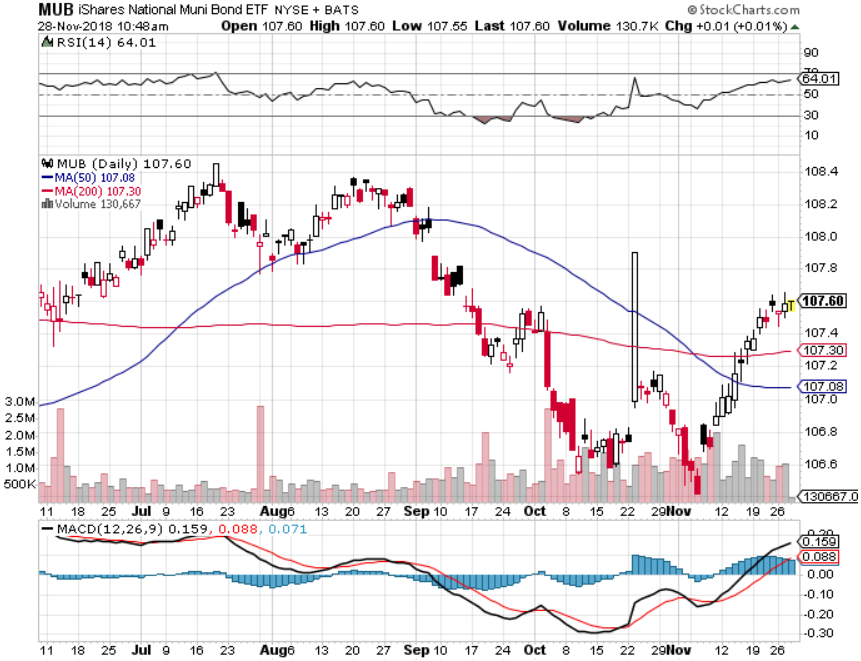 MUB iShares National Muni Bond ETF NYSE + BATS © StockCharts.com
28-Nov-2018 10:48am Open 107.60 High 107.60 Low 107.55 Last 107.60 Volume 130.7K Chg +0.01 (+0.01%)
RSI(14) 64.01
90
70
64.01
50
30
10
MUB (Daily) 107.60
MA(50) 107.08
MA(200) 107.30
Volume 130,667
108.4
108.2
108.0
107.8
107.60
107.4
107.30
107.2
107.08
107.0
106.8
106.6
130667.0
3.0M
2.5M
2.0M
1.5M
1.0M
500K
11 18 25 Jul 9 16 23 Aug 6 13 20 27 Sep 10 17 24 Oct 8 15 22 29 Nov 12 19 26
MACD(12,26,9) 0.159, 0.088, 0.071
0.20
0.159
0.088
0.00
-0.10
-0.20
-0.30
11 18 25 Jul 9 16 23 Aug 6 13 20 27 Sep 10 17 24 Oct 8 15 22 29 Nov 12 19 26